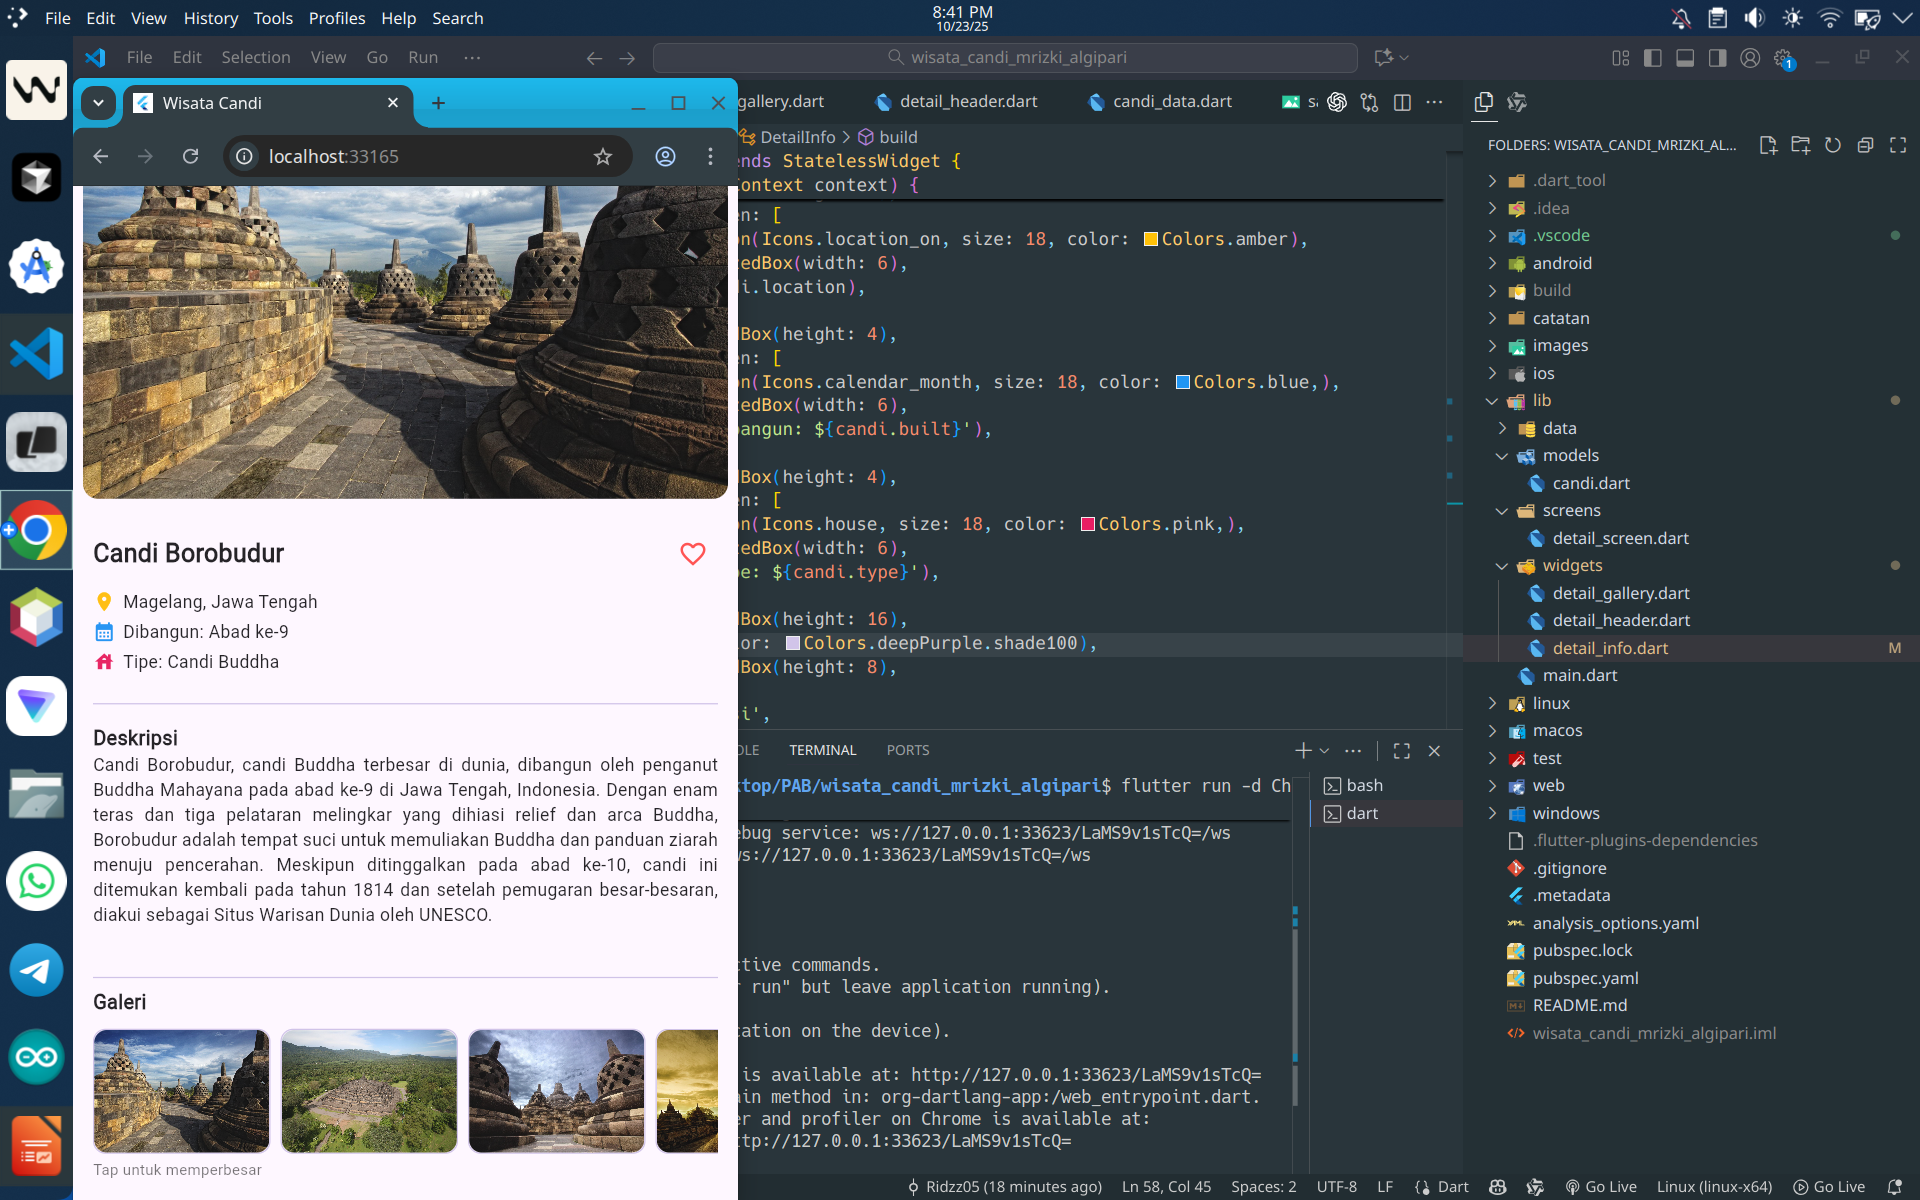 File Edit View History Tools Profiles Help Search
8:41 PM
10/23/25
File Edit Selection View Go Run ···
wisata_candi_mrizki_algipari
1
Wisata Candi
localhost:33165
gallery.dart
detail_header.dart
candi_data.dart
DetailInfo > build
ends StatelessWidget {
Context context) {
en: [
n(Icons.location_on, size: 18, color: Colors.amber),
edBox(width: 6),
i.location),
Box(height: 4),
en: [
n(Icons.calendar_month, size: 18, color: Colors.blue,),
edBox(width: 6),
angun: ${candi.built}'),
Box(height: 4),
en: [
n(Icons.house, size: 18, color: Colors.pink,),
edBox(width: 6),
pe: ${candi.type}'),
Box(height: 16),
or: Colors.deepPurple.shade100),
Box(height: 8),
si',
Candi Borobudur
Magelang, Jawa Tengah
Dibangun: Abad ke-9
Tipe: Candi Buddha
Deskripsi
Candi Borobudur, candi Buddha terbesar di dunia, dibangun oleh penganut
Buddha Mahayana pada abad ke-9 di Jawa Tengah, Indonesia. Dengan enam
teras dan tiga pelataran melingkar yang dihiasi relief dan arca Buddha,
Borobudur adalah tempat suci untuk memuliakan Buddha dan panduan ziarah
menuju pencerahan. Meskipun ditinggalkan pada abad ke-10, candi ini
ditemukan kembali pada tahun 1814 dan setelah pemugaran besar-besaran,
diakui sebagai Situs Warisan Dunia oleh UNESCO.
Galeri
Tap untuk memperbesar
OLE TERMINAL PORTS
ktop/PAB/wisata_candi_mrizki_algipari$ flutter run -d Ch
ebug service: ws://127.0.0.1:33623/LaMS9v1sTcQ=/ws
ws://127.0.0.1:33623/LaMS9v1sTcQ=/ws
ctive commands.
r run" but leave application running).
cation on the device).
is available at: http://127.0.0.1:33623/LaMS9v1sTcQ=
ain method in: org-dartlang-app:/web_entrypoint.dart.
er and profiler on Chrome is available at:
ttp://127.0.0.1:33623/LaMS9v1sTcQ=
bash
dart
FOLDERS: WISATA_CANDI_MRIZKI_AL...
.dart_tool
.idea
.vscode
android
build
catatan
images
ios
lib
data
models
candi.dart
screens
detail_screen.dart
widgets
detail_gallery.dart
detail_header.dart
detail_info.dart M
main.dart
linux
macos
test
web
windows
.flutter-plugins-dependencies
.gitignore
.metadata
analysis_options.yaml
pubspec.lock
pubspec.yaml
README.md
wisata_candi_mrizki_algipari.iml
Ridzz05 (18 minutes ago) Ln 58, Col 45 Spaces: 2 UTF-8 LF Dart Go Live Linux (linux-x64) Go Live